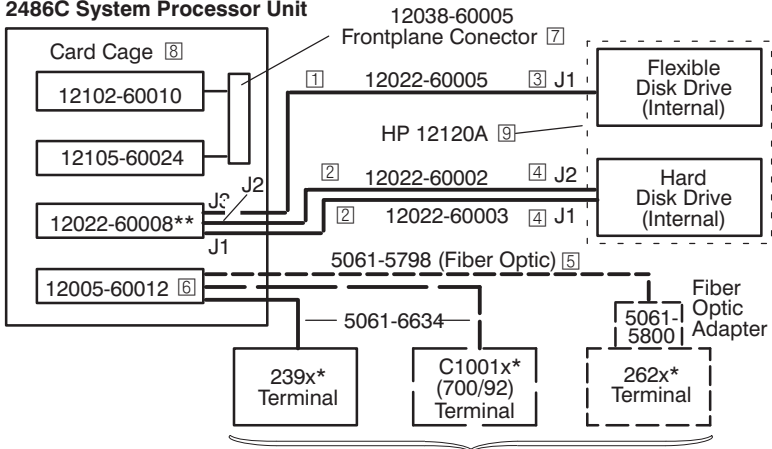 2486C System Processor Unit
12038-60005
Frontplane Conector 7
Card Cage 8
12102-60010
12105-60024
12022-60008**
12005-60012 6
1 12022-60005 3 J1
HP 12120A 9
J3
J2
J1
2 12022-60002 4 J2
2 12022-60003 4 J1
Flexible
Disk Drive
(Internal)
Hard
Disk Drive
(Internal)
5061-5798 (Fiber Optic) 5
5061-6634
Fiber
Optic
Adapter
5061-
5800
239x*
Terminal
C1001x*
(700/92)
Terminal
262x*
Terminal